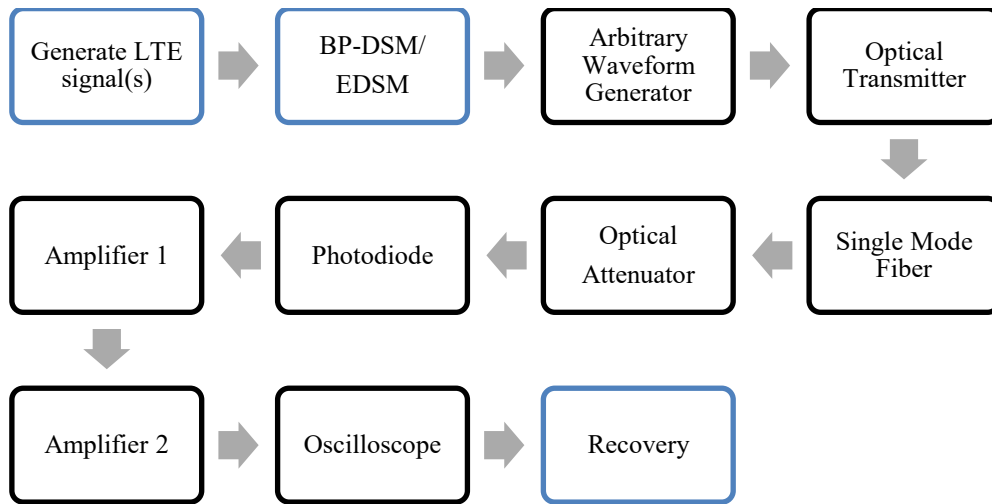 Generate LTE
signal(s)
BP-DSM/
EDSM
Arbitrary
Waveform
Generator
Optical
Transmitter
Amplifier 1
Photodiode
Optical
Attenuator
Single Mode
Fiber
Amplifier 2
Oscilloscope
Recovery